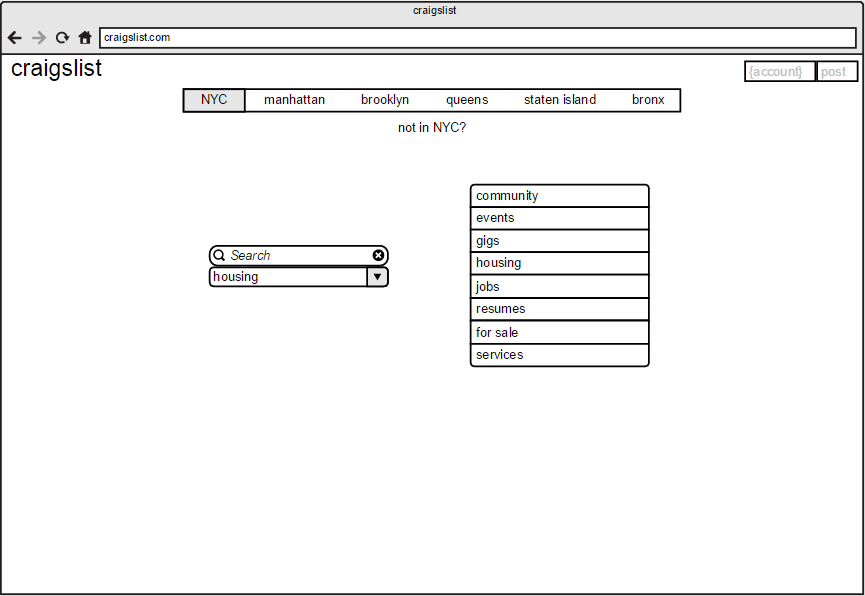 craigslist
craigslist.com
craigslist
{account} post
NYC manhattan brooklyn queens staten island bronx
not in NYC?
Search
housing
community
events
gigs
housing
jobs
resumes
for sale
services